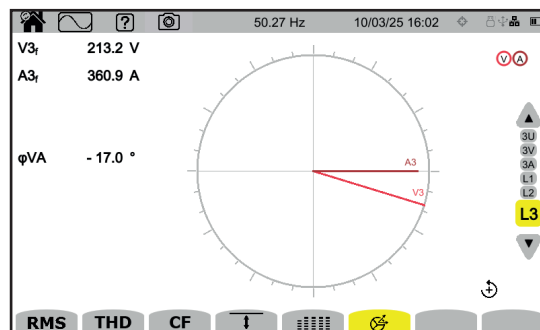 ? 50.27 Hz 10/03/25 16:02
V3f 213.2 V
A3f 360.9 A
φVA - 17.0 °
A3
V3
V A
3U
3V
3A
L1
L2
L3
RMS THD CF